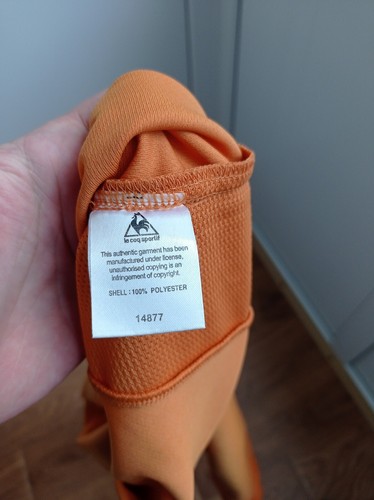 le coq sportif
This authentic garment has been
manufactured under license,
unauthorised copying is an
infringement of copyright.
SHELL : 100% POLYESTER
14877